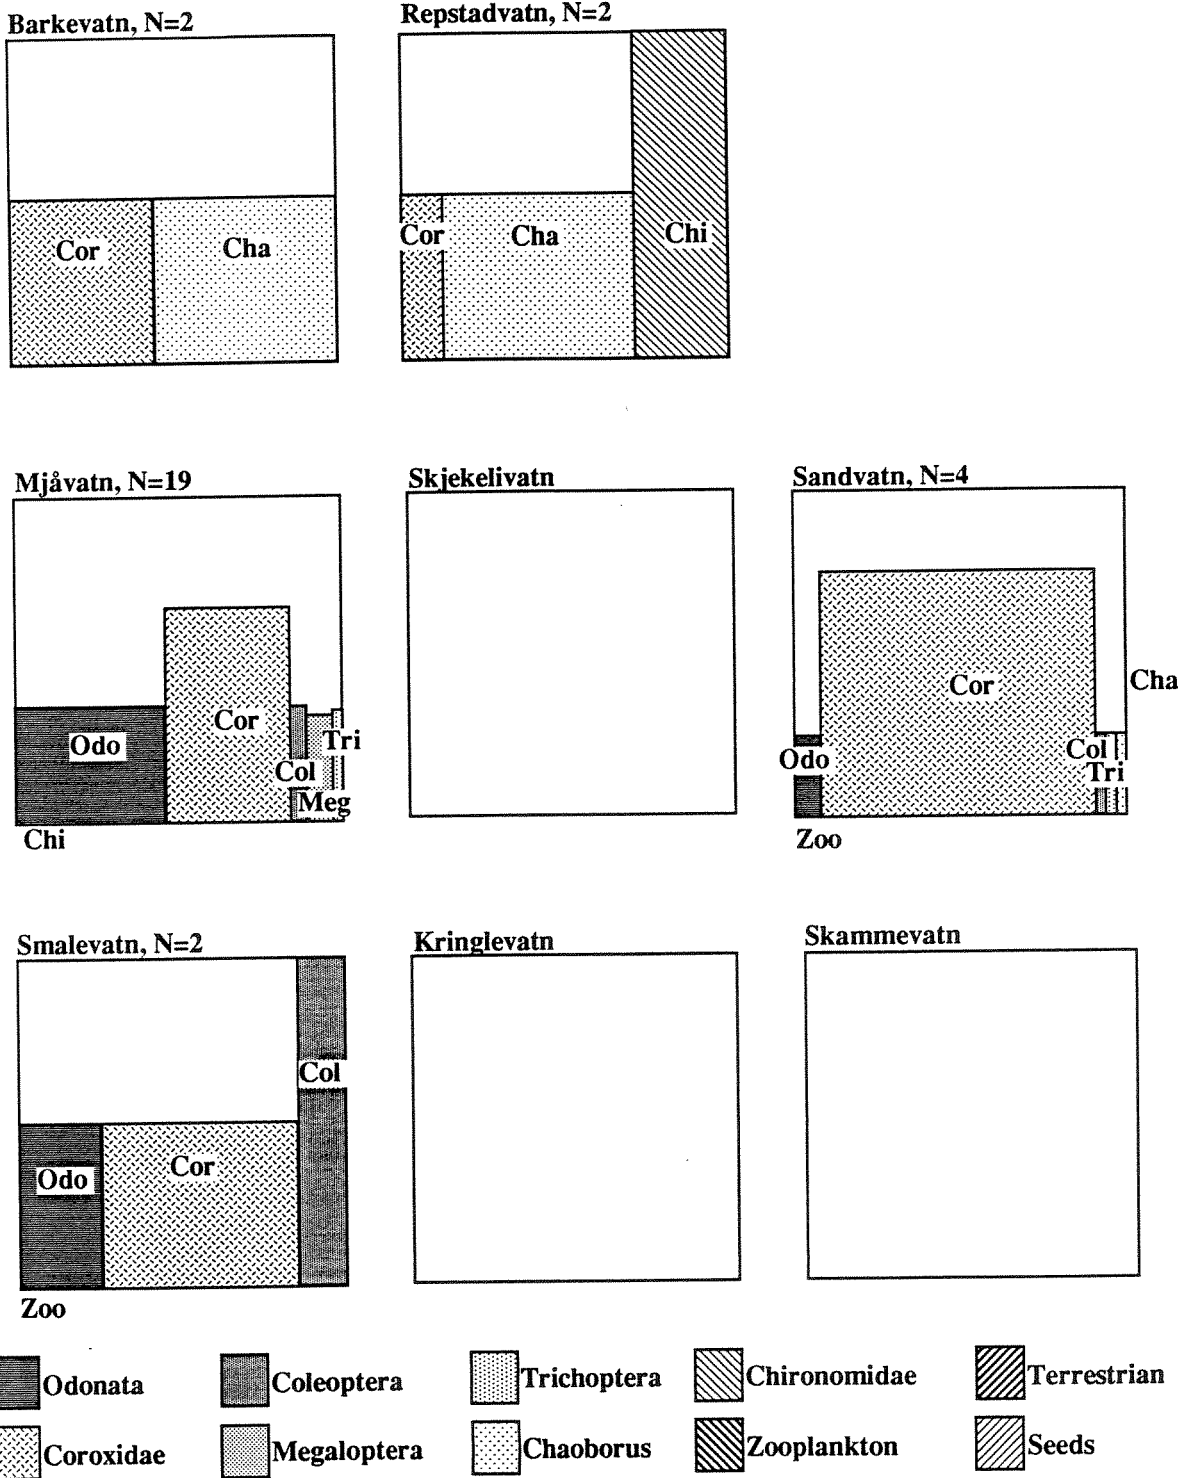 Barkevatn, N=2
Repstadvatn, N=2
Cor
Cha
Cor
Cha
Chi
Mjåvatn, N=19
Skjekelivatn
Sandvatn, N=4
Odo
Cor
Col
Meg
Tri
Chi
Odo
Cor
Col
Tri
Cha
Zoo
Smalevatn, N=2
Kringlevatn
Skammevatn
Odo
Cor
Col
Zoo
Odonata
Coleoptera
Trichoptera
Chironomidae
Terrestrian
Coroxidae
Megaloptera
Chaoborus
Zooplankton
Seeds